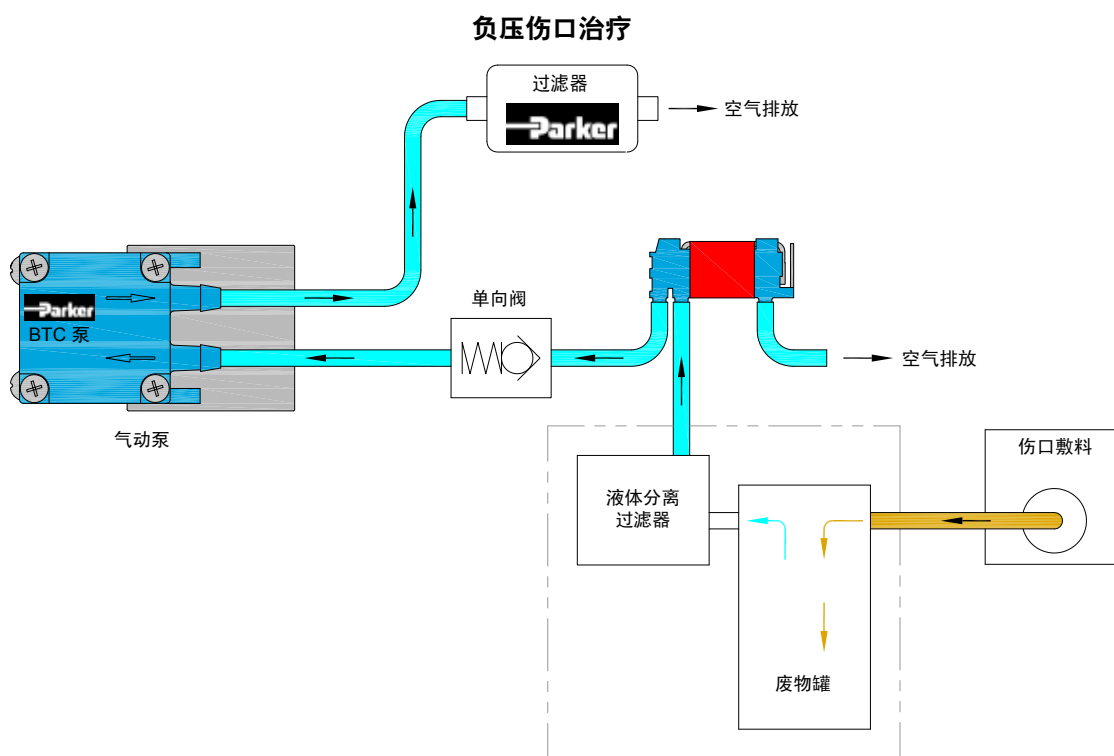 负压伤口治疗
过滤器
Parker
空气排放
Parker
BTC 泵
气动泵
单向阀
空气排放
伤口敷料
液体分离
过滤器
废物罐